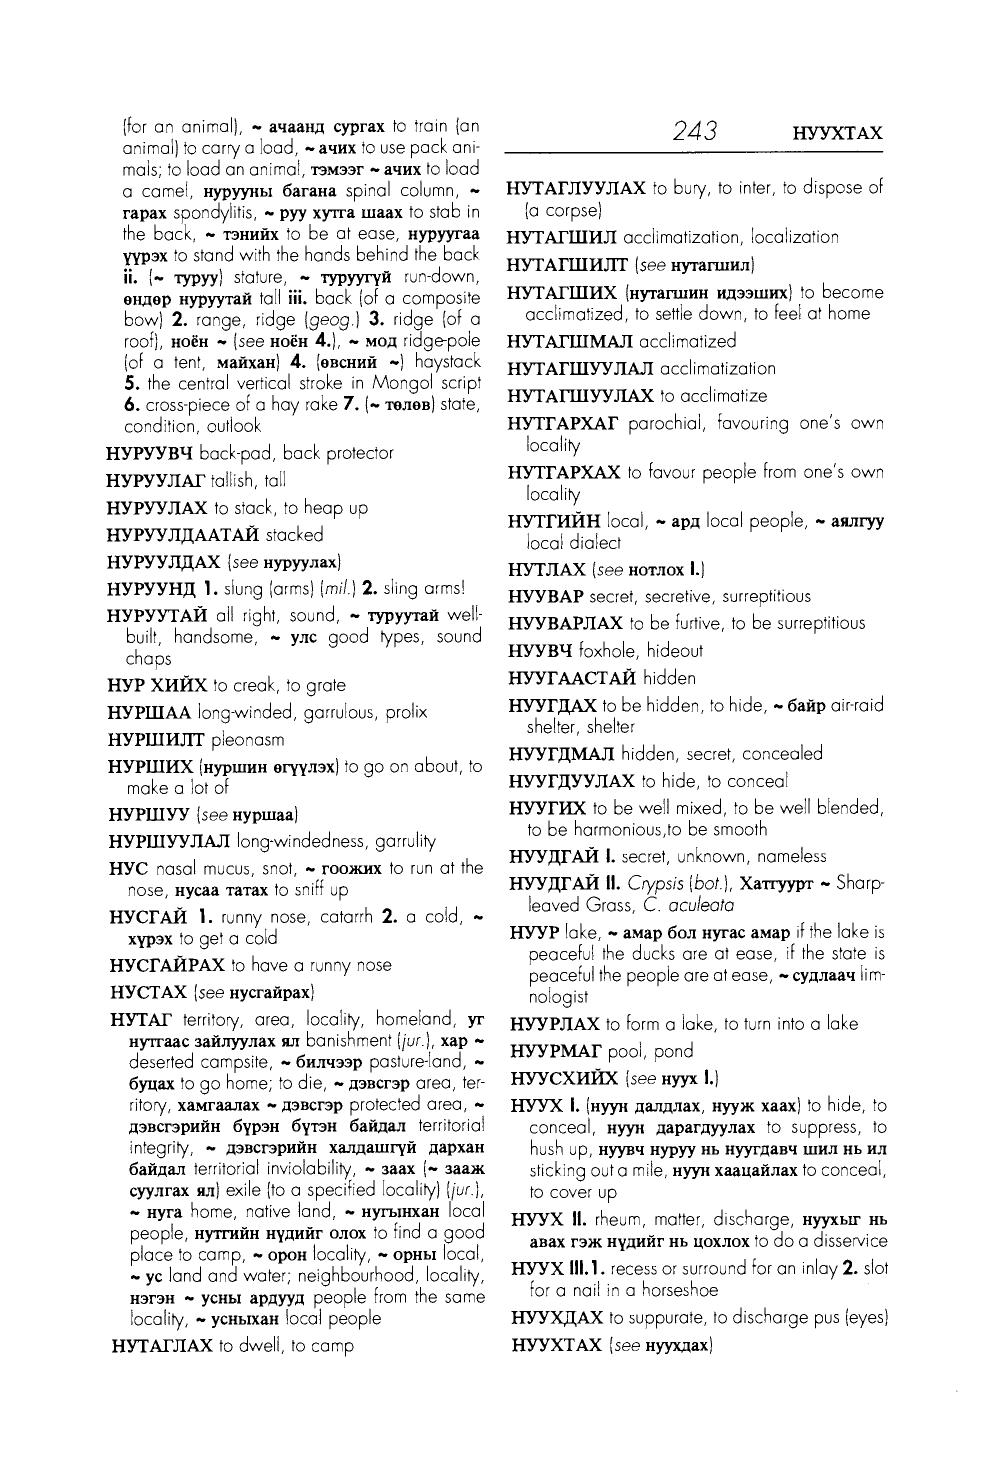 243
НУУХТАХ
(for an animal), ~ ачаанд сургах to train (an
animal) to carry a load, ~ ачих to use pack ani-
mals; to load an animal, тэмээг ~ ачих to load
a camel, нурууны багана spinal column, ~
гарах spondylitis, ~ руу хутга шаах to stab in
the back, ~ тэнийх to be at ease, нуруугаа
үүрэх to stand with the hands behind the back
ii. (~ туруу) stature, ~ туруугүй run-down,
өндөр нуруутай tall iii. back (of a composite
bow) 2. range, ridge (geog.) 3. ridge (of a
roof), ноён ~ (see ноён 4.), ~ мод ridge-pole
(of a tent, майхан) 4. (өвсний ~) haystack
5. the central vertical stroke in Mongol script
6. cross-piece of a hay rake 7. (~ төлөв) state,
condition, outlook
НУРУУВЧ back-pad, back protector
НУРУУЛАГ tallish, tall
НУРУУЛАХ to stack, to heap up
НУРУУЛДААТАЙ stacked
НУРУУЛДАХ (see нуруулах)
НУРУУНД 1. slung (arms) (mil.) 2. sling arms!
НУРУУТАЙ all right, sound, ~ туруутай well-
built, handsome, ~ улс good types, sound
chaps
НУР ХИЙХ to creak, to grate
НУРШАА long-winded, garrulous, prolix
НУРШИЛТ pleonasm
НУРШИХ (нуршин өгүүлэх) to go on about, to
make a lot of
НУРШУУ (see нуршаа)
НУРШУУЛАЛ long-windedness, garrulity
НУС nasal mucus, snot, ~ гоожих to run at the
nose, нусаа татах to sniff up
НУСГАЙ 1. runny nose, catarrh 2. a cold, ~
хүрэх to get a cold
НУСГАЙРАХ to have a runny nose
НУСТАХ (see нусгайрах)
НУТАГ territory, area, locality, homeland, уг
нутгаас зайлуулах ял banishment (jur.), хар ~
deserted campsite, ~ билчээр pasture-land, ~
буцах to go home; to die, ~ дэвсгэр area, ter-
ritory, хамгаалах ~ дэвсгэр protected area, ~
дэвсгэрийн бүрэн бүтэн байдал territorial
integrity, ~ дэвсгэрийн халдашгүй дархан
байдал territorial inviolability, ~ заах (~ зааж
суулгах ял) exile (to a specified locality) (jur.),
~ нуга home, native land, ~ нугынхан local
people, нутгийн нүдийг олох to find a good
place to camp, ~ орон locality, ~ орны local,
~ ус land and water; neighbourhood, locality,
нэгэн ~ усны ардууд people from the same
locality, ~ усныхан local people
НУТАГЛАХ to dwell, to camp
НУТАГЛУУЛАХ to bury, to inter, to dispose of
(a corpse)
НУТАГШИЛ acclimatization, localization
НУТАГШИЛТ (see нутагшил)
НУТАГШИХ (нутагшин идээших) to become
acclimatized, to settle down, to feel at home
НУТАГШМАЛ acclimatized
НУТАГШУУЛАЛ acclimatization
НУТАГШУУЛАХ to acclimatize
НУТГАРХАГ parochial, favouring one's own
locality
НУТГАРХАХ to favour people from one's own
locality
НУТГИЙН local, ~ ард local people, ~ аялгуу
local dialect
НУТЛАХ (see нотлох I.)
НУУВАР secret, secretive, surreptitious
НУУВАРЛАХ to be furtive, to be surreptitious
НУУВЧ foxhole, hideout
НУУГААСТАЙ hidden
НУУГДАХ to be hidden, to hide, ~ байр air-raid
shelter, shelter
НУУГДМАЛ hidden, secret, concealed
НУУГДУУЛАХ to hide, to conceal
НУУГИХ to be well mixed, to be well blended,
to be harmonious,to be smooth
НУУДГАЙ I. secret, unknown, nameless
НУУДГАЙ II. Crypsis (bot.), Хатгуурт ~ Sharp-
leaved Grass, C. aculeata
НУУР lake, ~ амар бол нугас амар if the lake is
peaceful the ducks are at ease, if the state is
peaceful the people are at ease, ~ судлаач lim-
nologist
НУУРЛАХ to form a lake, to turn into a lake
НУУРМАГ pool, pond
НУУСХИЙХ (see нуух I.)
НУУХ I. (нуун далдлах, нууж хаах) to hide, to
conceal, нуун дарагдуулах to suppress, to
hush up, нуувч нуруу нь нуугдавч шил нь ил
sticking out a mile, нуун хаацайлах to conceal,
to cover up
НУУХ II. rheum, matter, discharge, нуухыг нь
авах гэж нүдийг нь цохлох to do a disservice
НУУХ III.1. recess or surround for an inlay 2. slot
for a nail in a horseshoe
НУУХДАХ to suppurate, to discharge pus (eyes)
НУУХТАХ (see нуухдах)